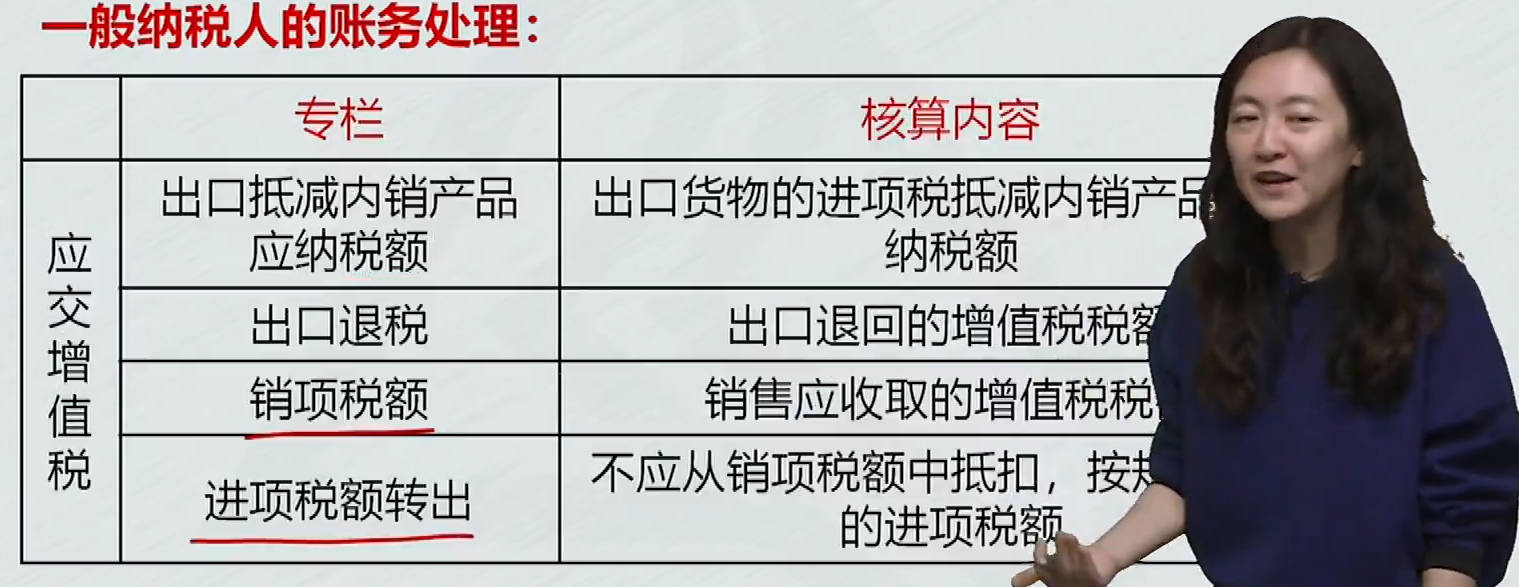 一般纳税人的账务处理：
专栏
核算内容
应交增值税
出口抵减内销产品
应纳税额
出口货物的进项税抵减内销产品
纳税额
出口退税
出口退回的增值税税额
销项税额
销售应收取的增值税税
进项税额转出
不应从销项税额中抵扣，按规
的进项税额